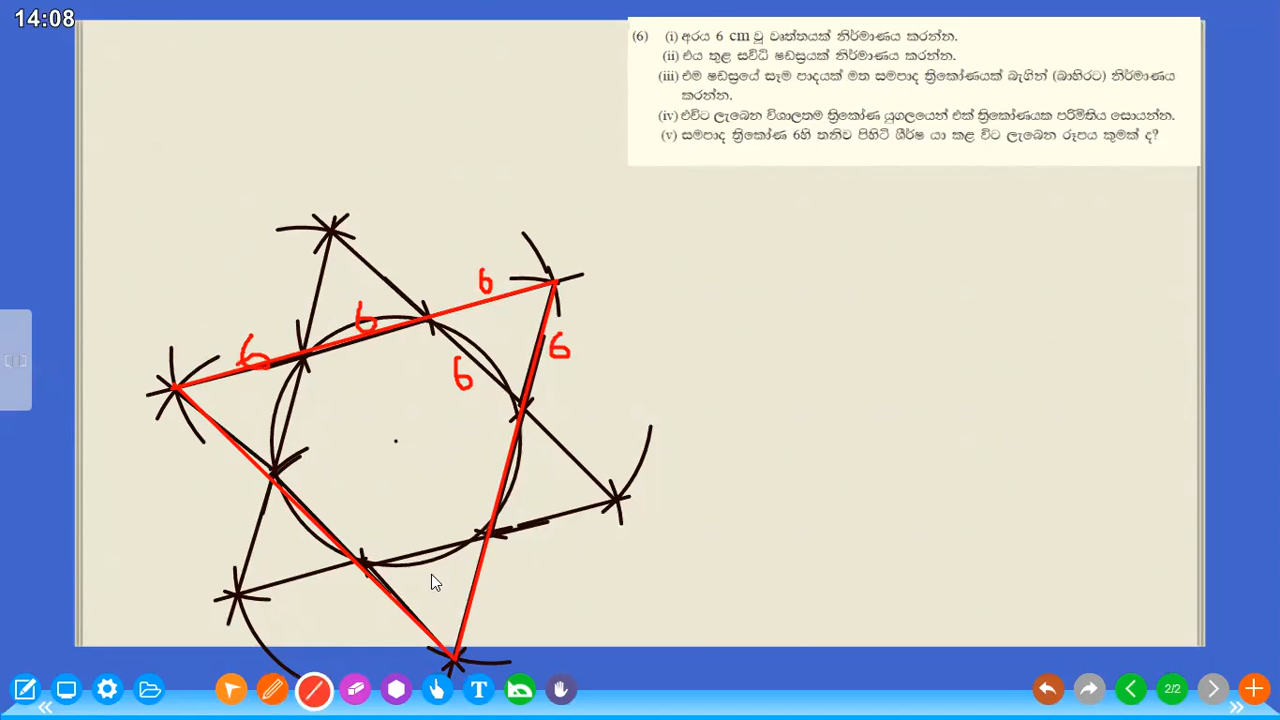 14:08
(6) (i) අරය 6 cm වූ වෘත්තයක් නිර්මාණය කරන්න.
(ii) එය තුළ සවිධි ෂඩස්‍රයක් නිර්මාණය කරන්න.
(iii) එම ෂඩස්‍රයේ සෑම පාදයක් මත සමපාද ත්‍රිකෝණයක් බැගින් (බාහිරව) නිර්මාණය
කරන්න.
(iv) එවිට ලැබෙන විශාලතම ත්‍රිකෝණ යුගලයෙන් එක් ත්‍රිකෝණයක පරිමිතිය සොයන්න.
(v) සමපාද ත්‍රිකෝණ 6හි තනිව පිහිටි ශීර්ෂ යා කළ විට ලැබෙන රූපය කුමක් ද?
6
6
6
6
6
T
2/2